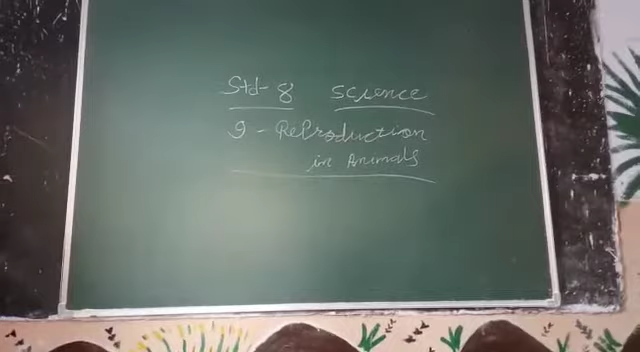 Std-8 Science
9 - Reproduction
in Animals